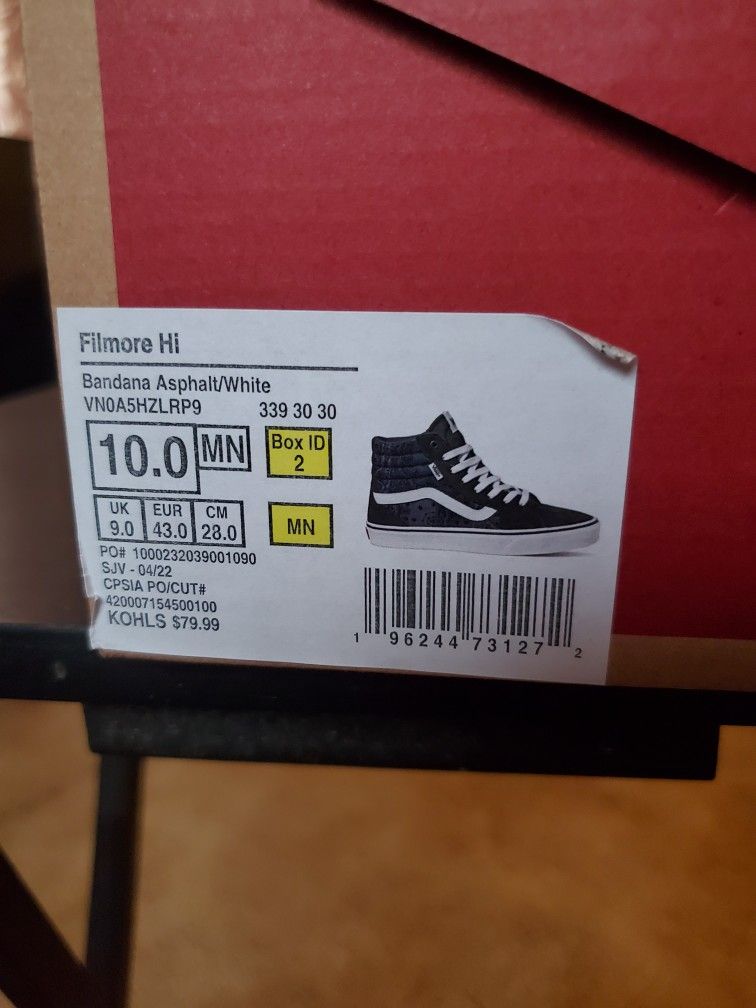 Filmore Hi
Bandana Asphalt/White
VN0A5HZLRP9 339 30 30
10.0 MN Box ID 2
UK 9.0 EUR 43.0 CM 28.0 MN
PO# 1000232039001090
SJV - 04/22
CPSIA PO/CUT#
420007154500100
KOHLS $79.99
1 96244 73127 2